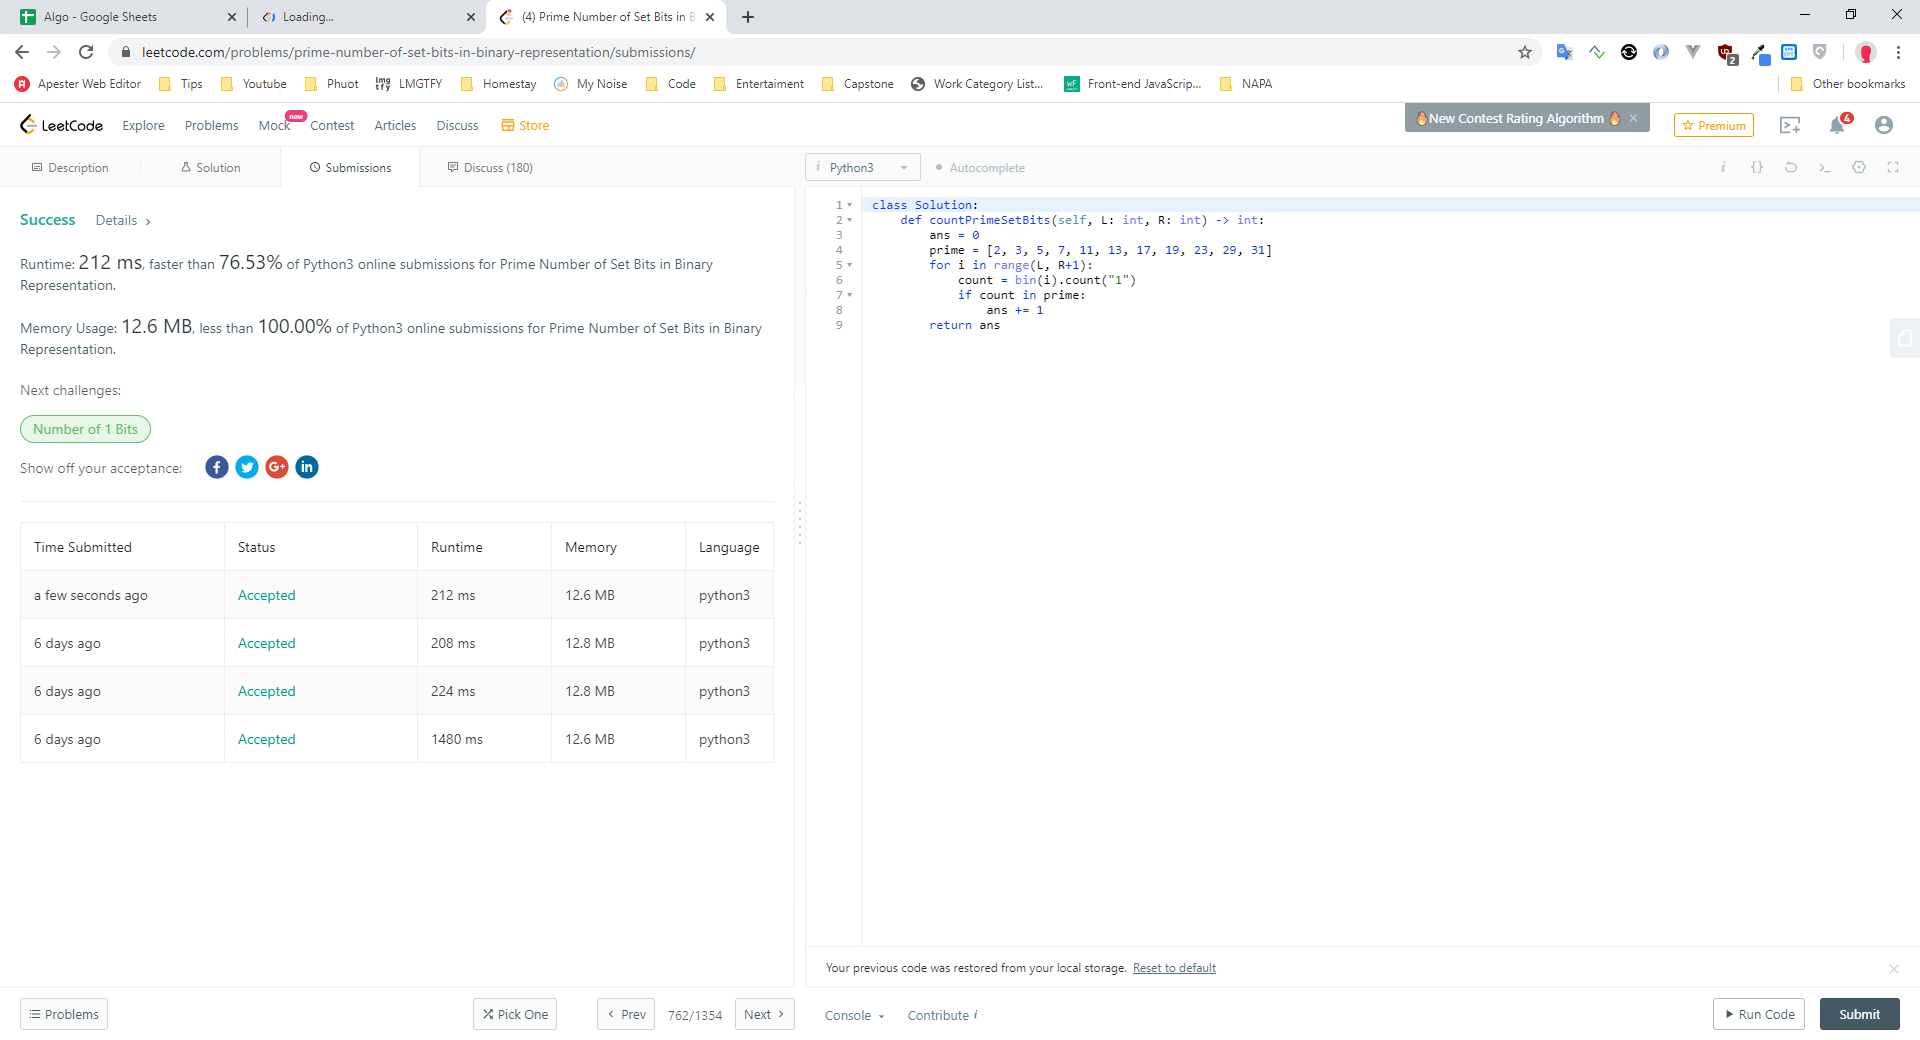 Algo - Google Sheets
Loading...
(4) Prime Number of Set Bits in B
leetcode.com/problems/prime-number-of-set-bits-in-binary-representation/submissions/
2
Apester Web Editor Tips Youtube Phuot LMGTFY Homestay My Noise Code Entertaiment Capstone Work Category List... Front-end JavaScrip... NAPA Other bookmarks
LeetCode Explore Problems Mock new Contest Articles Discuss Store
New Contest Rating Algorithm
Premium
4
Description Solution Submissions Discuss (180)
i Python3 Autocomplete
Success Details
Runtime: 212 ms, faster than 76.53% of Python3 online submissions for Prime Number of Set Bits in Binary
Representation.
Memory Usage: 12.6 MB, less than 100.00% of Python3 online submissions for Prime Number of Set Bits in Binary
Representation.
Next challenges:
Number of 1 Bits
Show off your acceptance:
Time Submitted Status Runtime Memory Language
a few seconds ago Accepted 212 ms 12.6 MB python3
6 days ago Accepted 208 ms 12.8 MB python3
6 days ago Accepted 224 ms 12.8 MB python3
6 days ago Accepted 1480 ms 12.6 MB python3
1 class Solution:
2 def countPrimeSetBits(self, L: int, R: int) -> int:
3 ans = 0
4 prime = [2, 3, 5, 7, 11, 13, 17, 19, 23, 29, 31]
5 for i in range(L, R+1):
6 count = bin(i).count("1")
7 if count in prime:
8 ans += 1
9 return ans
Your previous code was restored from your local storage. Reset to default
Problems Pick One Prev 762/1354 Next
Console Contribute i Run Code Submit